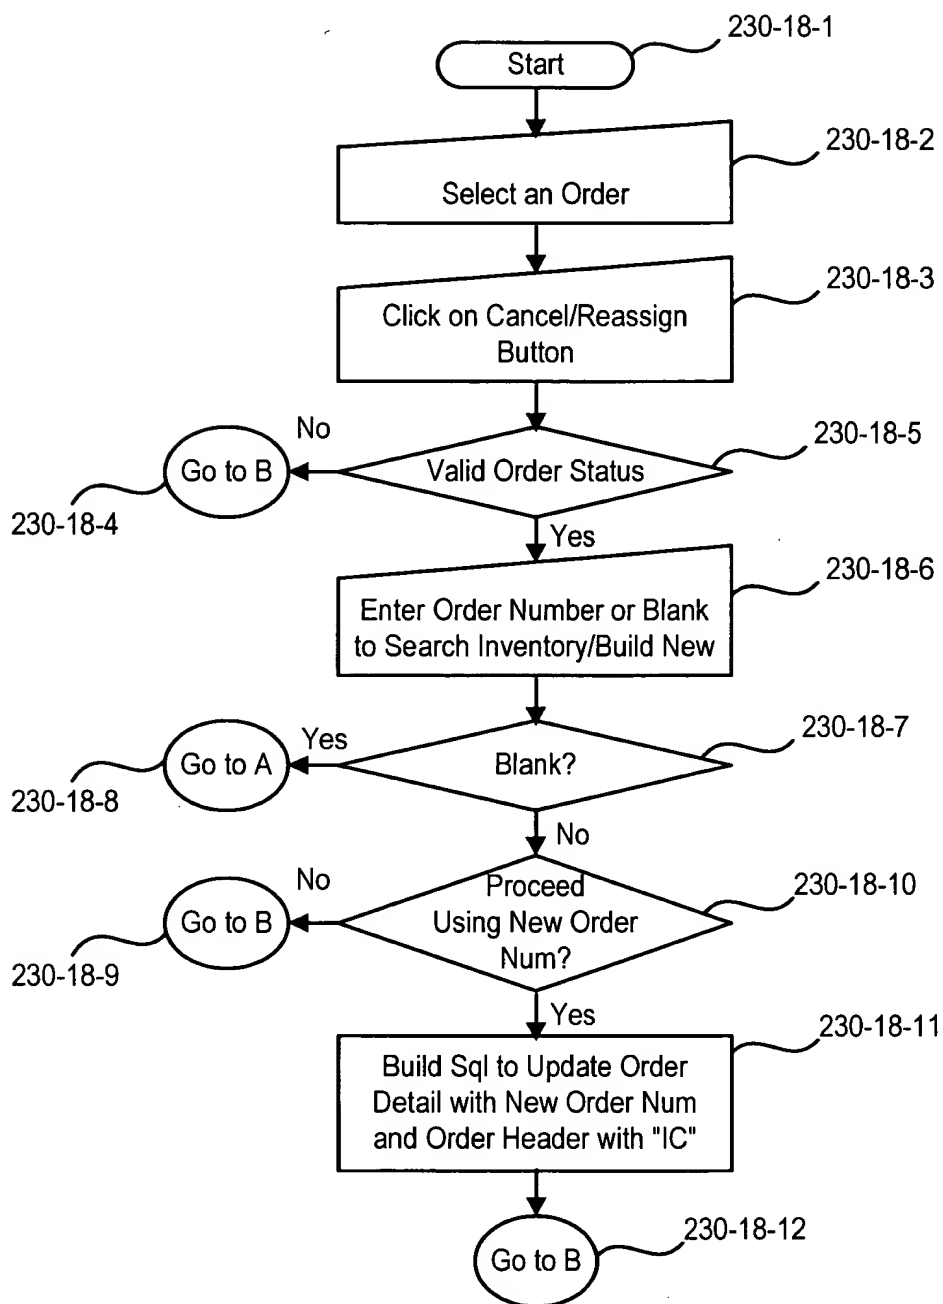 230-18-1
Start
230-18-2
Select an Order
230-18-3
Click on Cancel/Reassign
Button
No
230-18-5
Go to B
Valid Order Status
230-18-4
Yes
230-18-6
Enter Order Number or Blank
to Search Inventory/Build New
230-18-7
Yes
Go to A
Blank?
230-18-8
No
No
230-18-10
Proceed
Using New Order
Num?
Go to B
230-18-9
Yes
230-18-11
Build Sql to Update Order
Detail with New Order Num
and Order Header with "IC"
230-18-12
Go to B